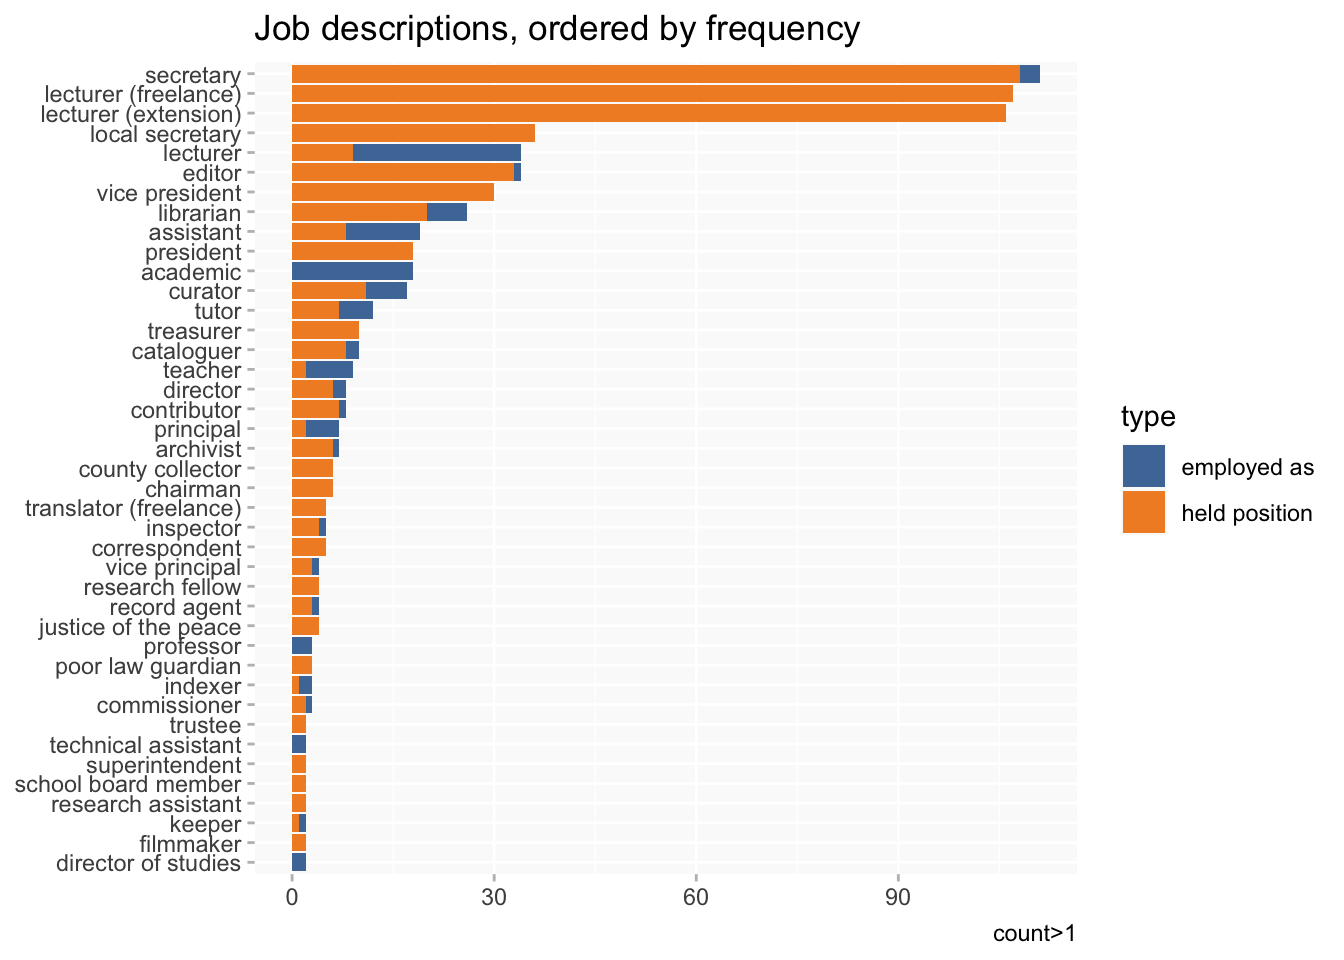 Job descriptions, ordered by frequency
secretary
lecturer (freelance)
lecturer (extension)
local secretary
lecturer
editor
vice president
librarian
assistant
president
academic
curator
tutor
treasurer
cataloguer
teacher
director
contributor
principal
archivist
county collector
chairman
translator (freelance)
inspector
correspondent
vice principal
research fellow
record agent
justice of the peace
professor
poor law guardian
indexer
commissioner
trustee
technical assistant
superintendent
school board member
research assistant
keeper
filmmaker
director of studies
0 30 60 90
count>1
type
employed as
held position